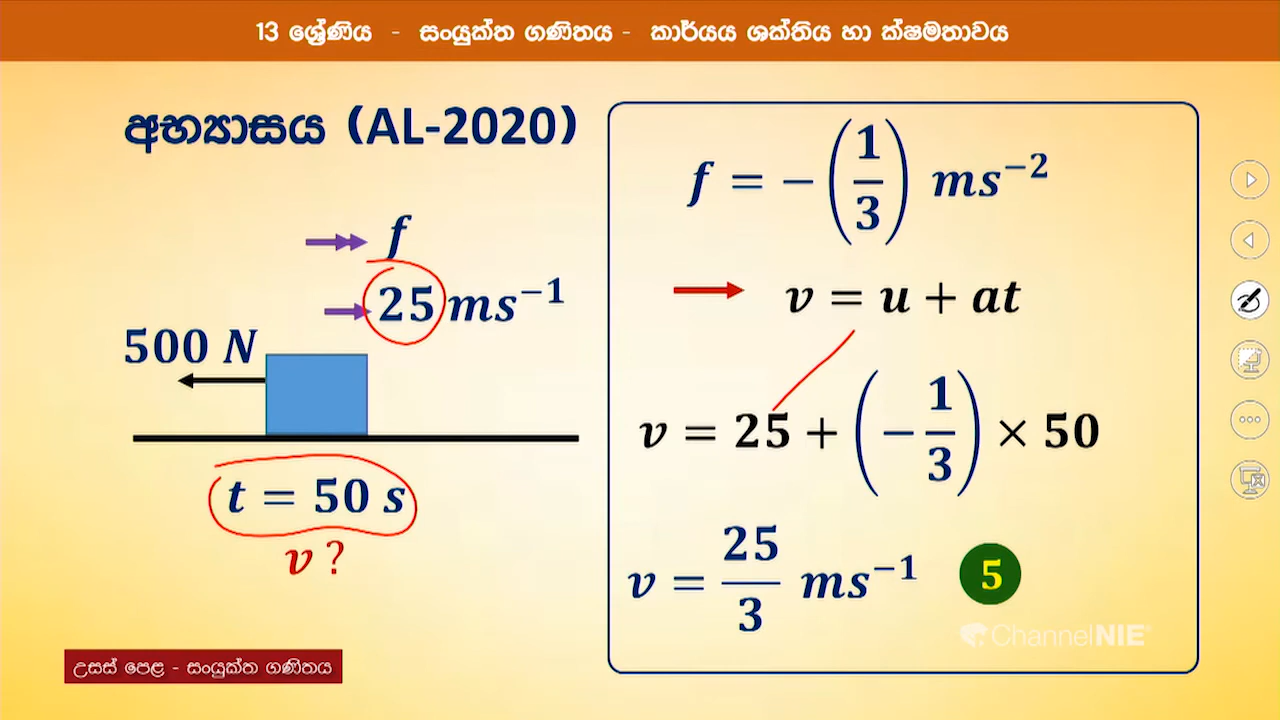 13 ශ්‍රේණිය - සංයුක්ත ගණිතය - කාර්යය ශක්තිය හා ක්ෂමතාවය
අභ්‍යාසය (AL-2020)
f
25 ms⁻¹
500 N
t = 50 s
v ?
f = −(1/3) ms⁻²
v = u + at
v = 25 + (−1/3) × 50
v = 25/3 ms⁻¹ 5
ChannelNIE
උසස් පෙළ - සංයුක්ත ගණිතය